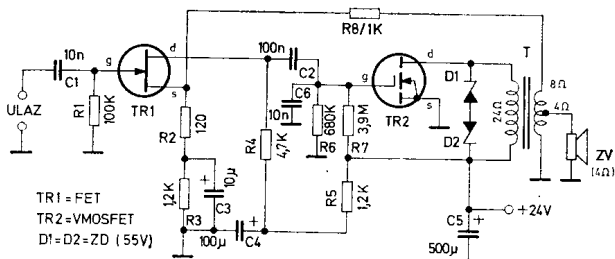 R8/1K
10n
C1
g
d
s
TR1
100n
C2
C6
10n
g
d
s
TR2
D1
D2
T
24Ω
8Ω
4Ω
ZV
(4Ω)
ULAZ
R1
100K
R2
120
R4
4,7K
680K
R6
3,9M
R7
1,2K
R3
+
10µ
C3
100µ
+
C4
R5
1,2K
C5
+
500µ
+24V
TR1=FET
TR2=VMOSFET
D1=D2=ZD (55V)